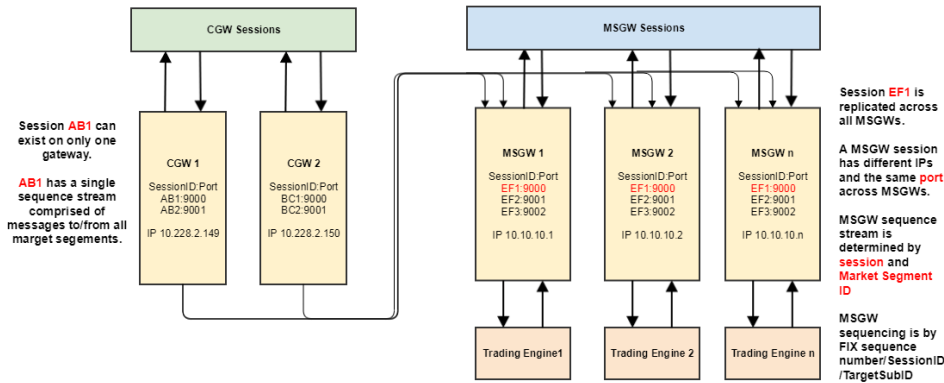 CGW Sessions
MSGW Sessions
Session AB1 can
exist on only one
gateway.
AB1 has a single
sequence stream
comprised of
messages to/from all
marget segements.
CGW 1
SessionID:Port
AB1:9000
AB2:9001
IP 10.228.2.149
CGW 2
SessionID:Port
BC1:9000
BC2:9001
IP 10.228.2.150
MSGW 1
SessionID:Port
EF1:9000
EF2:9001
EF3:9002
IP 10.10.10.1
MSGW 2
SessionID:Port
EF1:9000
EF2:9001
EF3:9002
IP 10.10.10.2
MSGW n
SessionID:Port
EF1:9000
EF2:9001
EF3:9002
IP 10.10.10.n
Session EF1 is
replicated across
all MSGWs.
A MSGW session
has different IPs
and the same port
across MSGWs.
MSGW sequence
stream is
determined by
session and
Market Segment
ID
MSGW
sequencing is by
FIX sequence
number/SessionID
/TargetSubID
Trading Engine1
Trading Engine 2
Trading Engine n